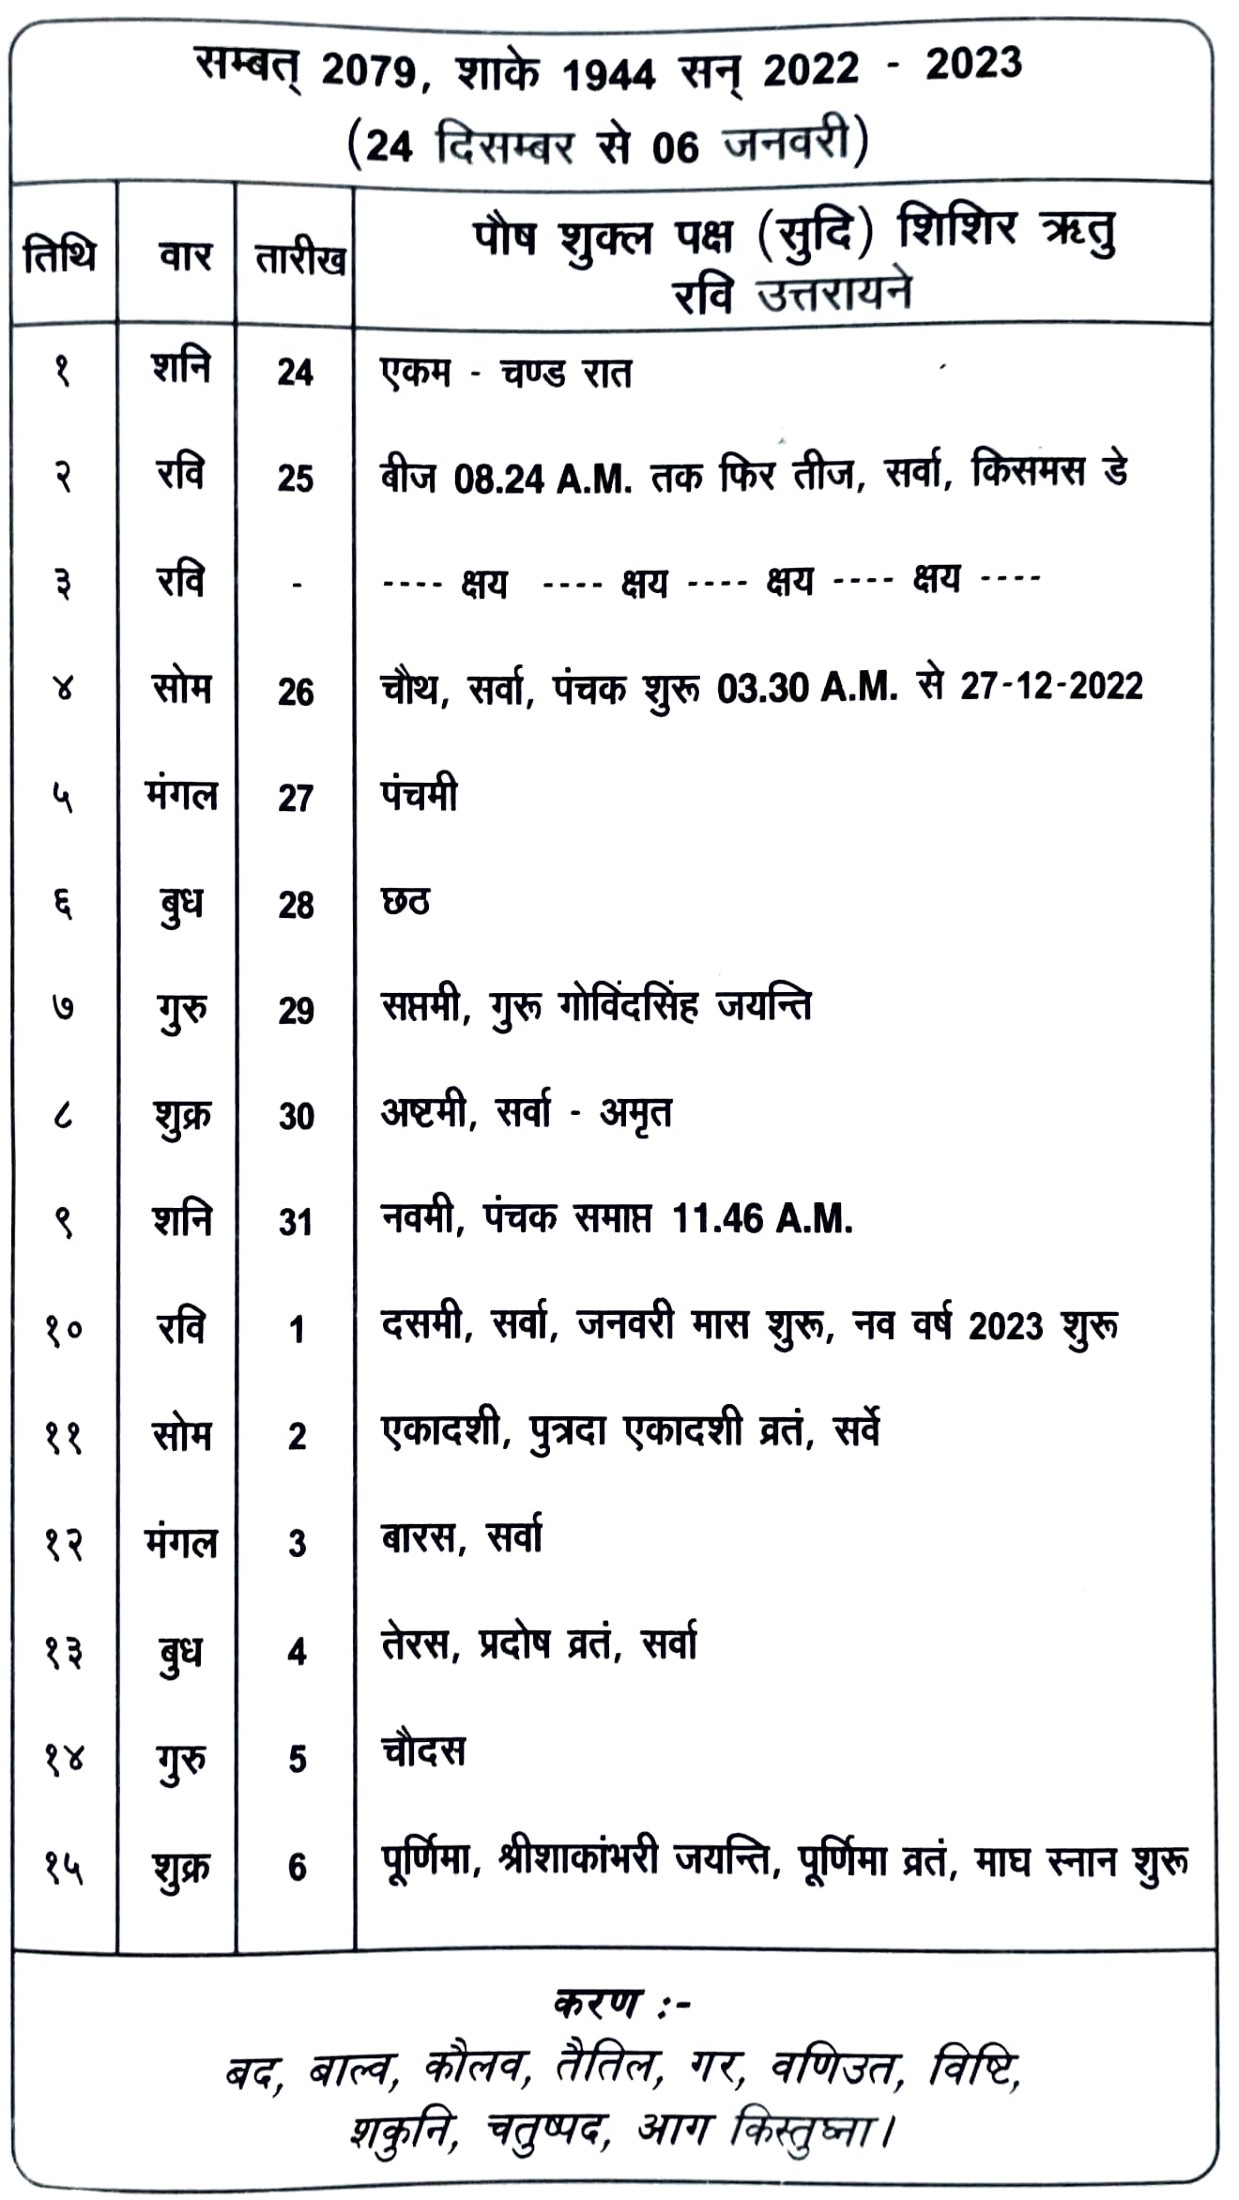 सम्बत् 2079, शाके 1944 सन् 2022 - 2023
(24 दिसम्बर से 06 जनवरी)
तिथि वार तारीख पौष शुक्ल पक्ष (सुदि) शिशिर ऋतु
रवि उत्तरायने
१ शनि 24 एकम - चण्ड रात
२ रवि 25 बीज 08.24 A.M. तक फिर तीज, सर्वा, किसमस डे
३ रवि - ---- क्षय ---- क्षय ---- क्षय ---- क्षय ----
४ सोम 26 चौथ, सर्वा, पंचक शुरू 03.30 A.M. से 27-12-2022
५ मंगल 27 पंचमी
६ बुध 28 छठ
७ गुरु 29 सप्तमी, गुरू गोविंदसिंह जयन्ति
८ शुक्र 30 अष्टमी, सर्वा - अमृत
९ शनि 31 नवमी, पंचक समाप्त 11.46 A.M.
१० रवि 1 दसमी, सर्वा, जनवरी मास शुरू, नव वर्ष 2023 शुरू
११ सोम 2 एकादशी, पुत्रदा एकादशी व्रतं, सर्वे
१२ मंगल 3 बारस, सर्वा
१३ बुध 4 तेरस, प्रदोष व्रतं, सर्वा
१४ गुरु 5 चौदस
१५ शुक्र 6 पूर्णिमा, श्रीशाकांभरी जयन्ति, पूर्णिमा व्रतं, माघ स्नान शुरू
करण :-
बद, बाल्व, कौलव, तैतिल, गर, वणिउत, विष्टि,
शकुनि, चतुष्पद, आग किस्तुघ्ना।